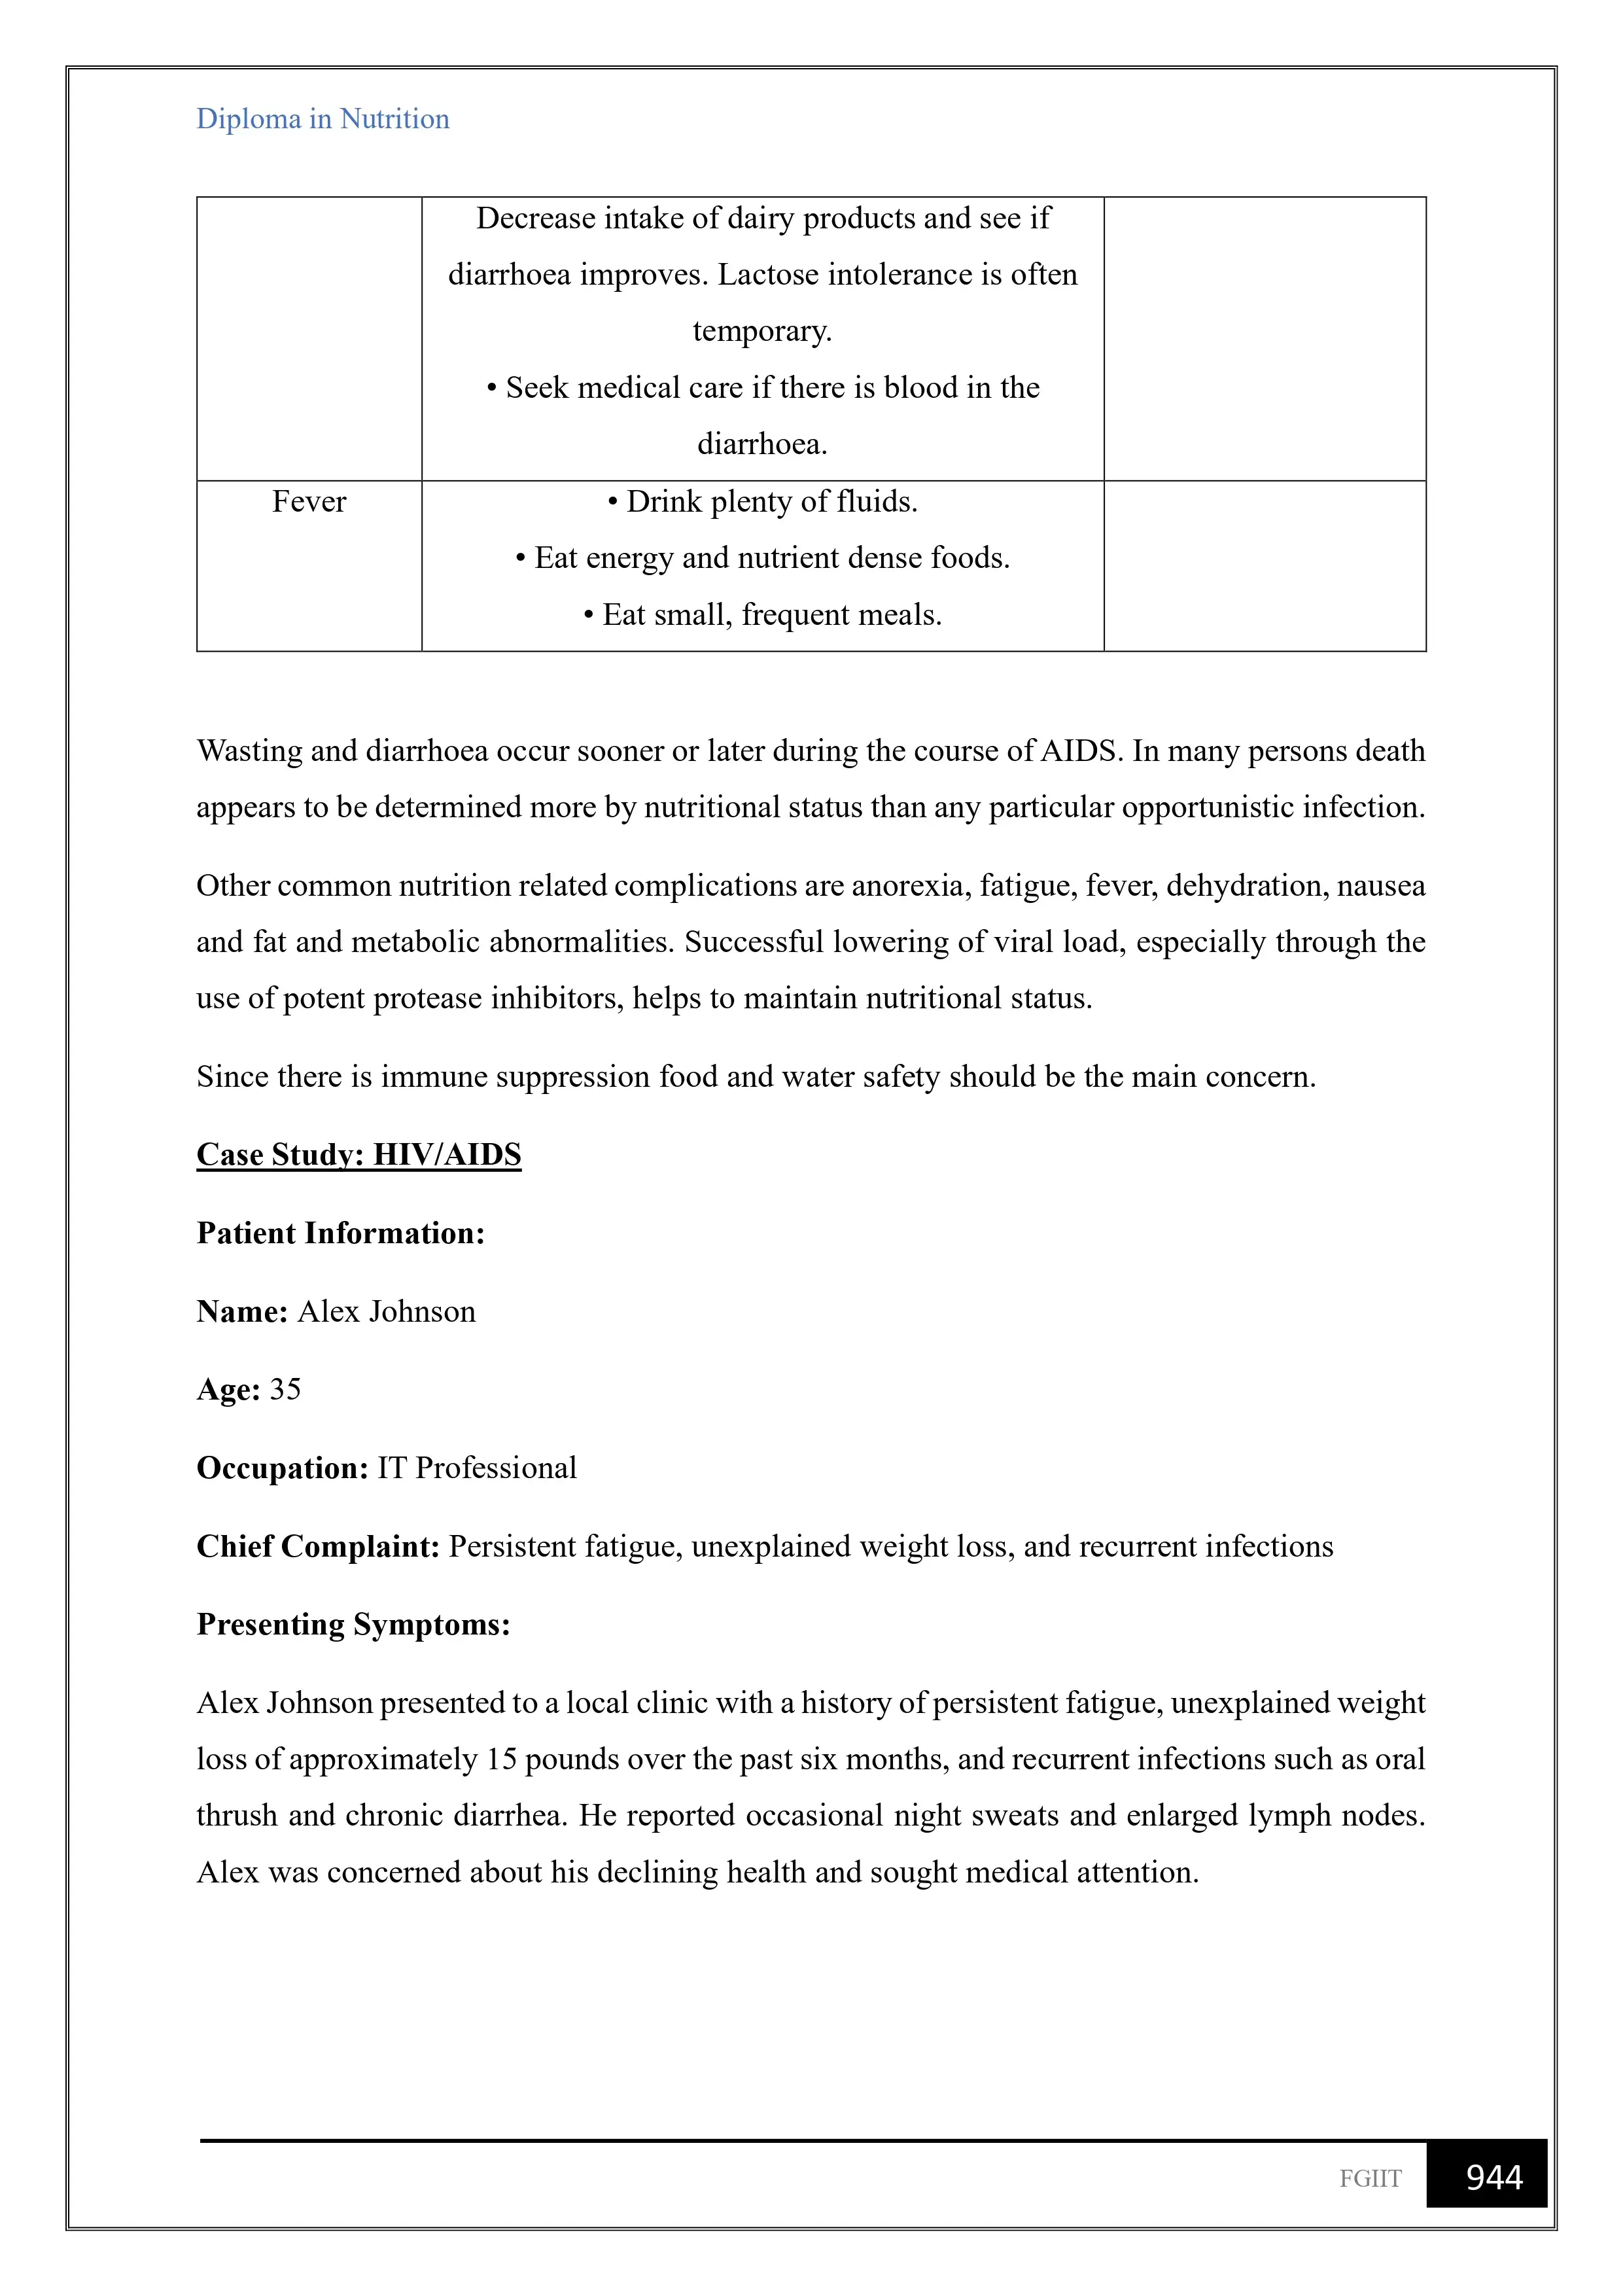 Diploma in Nutrition
Decrease intake of dairy products and see if
diarrhoea improves. Lactose intolerance is often
temporary.
• Seek medical care if there is blood in the
diarrhoea.
Fever
• Drink plenty of fluids.
• Eat energy and nutrient dense foods.
• Eat small, frequent meals.
Wasting and diarrhoea occur sooner or later during the course of AIDS. In many persons death
appears to be determined more by nutritional status than any particular opportunistic infection.
Other common nutrition related complications are anorexia, fatigue, fever, dehydration, nausea
and fat and metabolic abnormalities. Successful lowering of viral load, especially through the
use of potent protease inhibitors, helps to maintain nutritional status.
Since there is immune suppression food and water safety should be the main concern.
Case Study: HIV/AIDS
Patient Information:
Name: Alex Johnson
Age: 35
Occupation: IT Professional
Chief Complaint: Persistent fatigue, unexplained weight loss, and recurrent infections
Presenting Symptoms:
Alex Johnson presented to a local clinic with a history of persistent fatigue, unexplained weight
loss of approximately 15 pounds over the past six months, and recurrent infections such as oral
thrush and chronic diarrhea. He reported occasional night sweats and enlarged lymph nodes.
Alex was concerned about his declining health and sought medical attention.
FGIIT 944